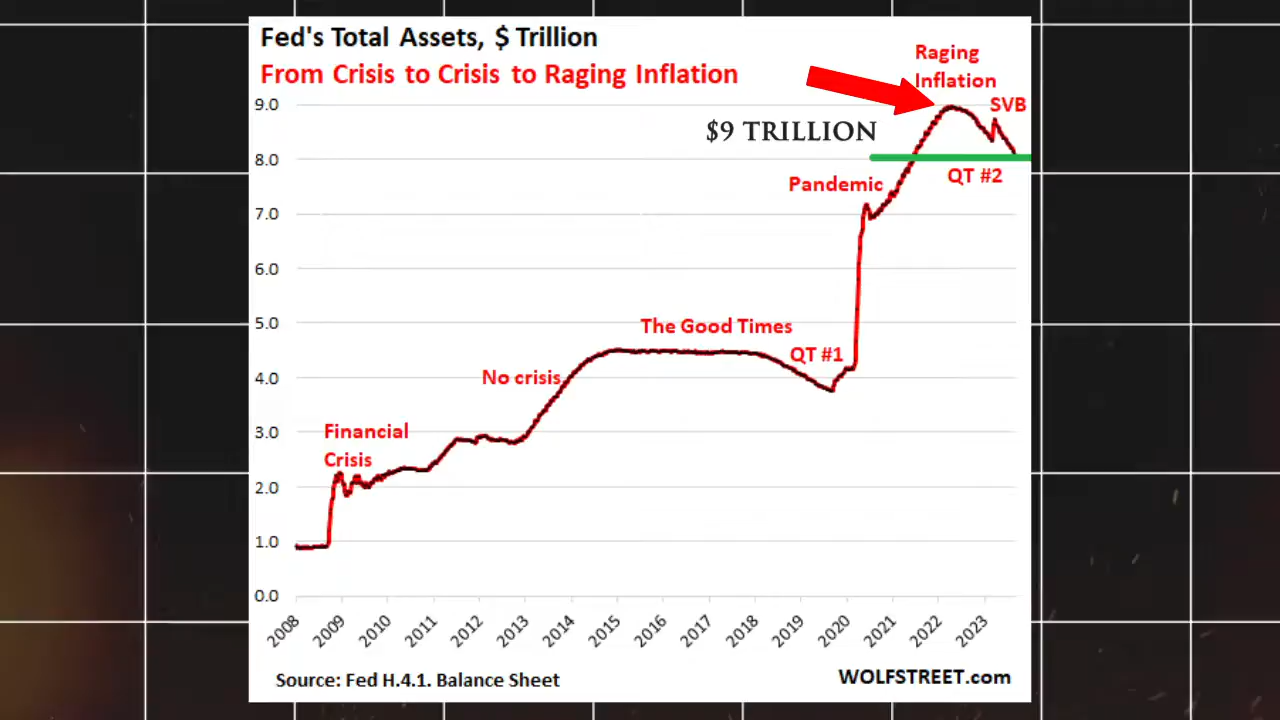 Fed's Total Assets, $ Trillion
From Crisis to Crisis to Raging Inflation
Raging
Inflation
SVB
9.0
$9 TRILLION
8.0
QT #2
Pandemic
7.0
6.0
5.0
The Good Times
QT #1
4.0
No crisis
3.0
Financial
Crisis
2.0
1.0
0.0
2008 2009 2010 2011 2012 2013 2014 2015 2016 2017 2018 2019 2020 2021 2022 2023
Source: Fed H.4.1. Balance Sheet
WOLFSTREET.com